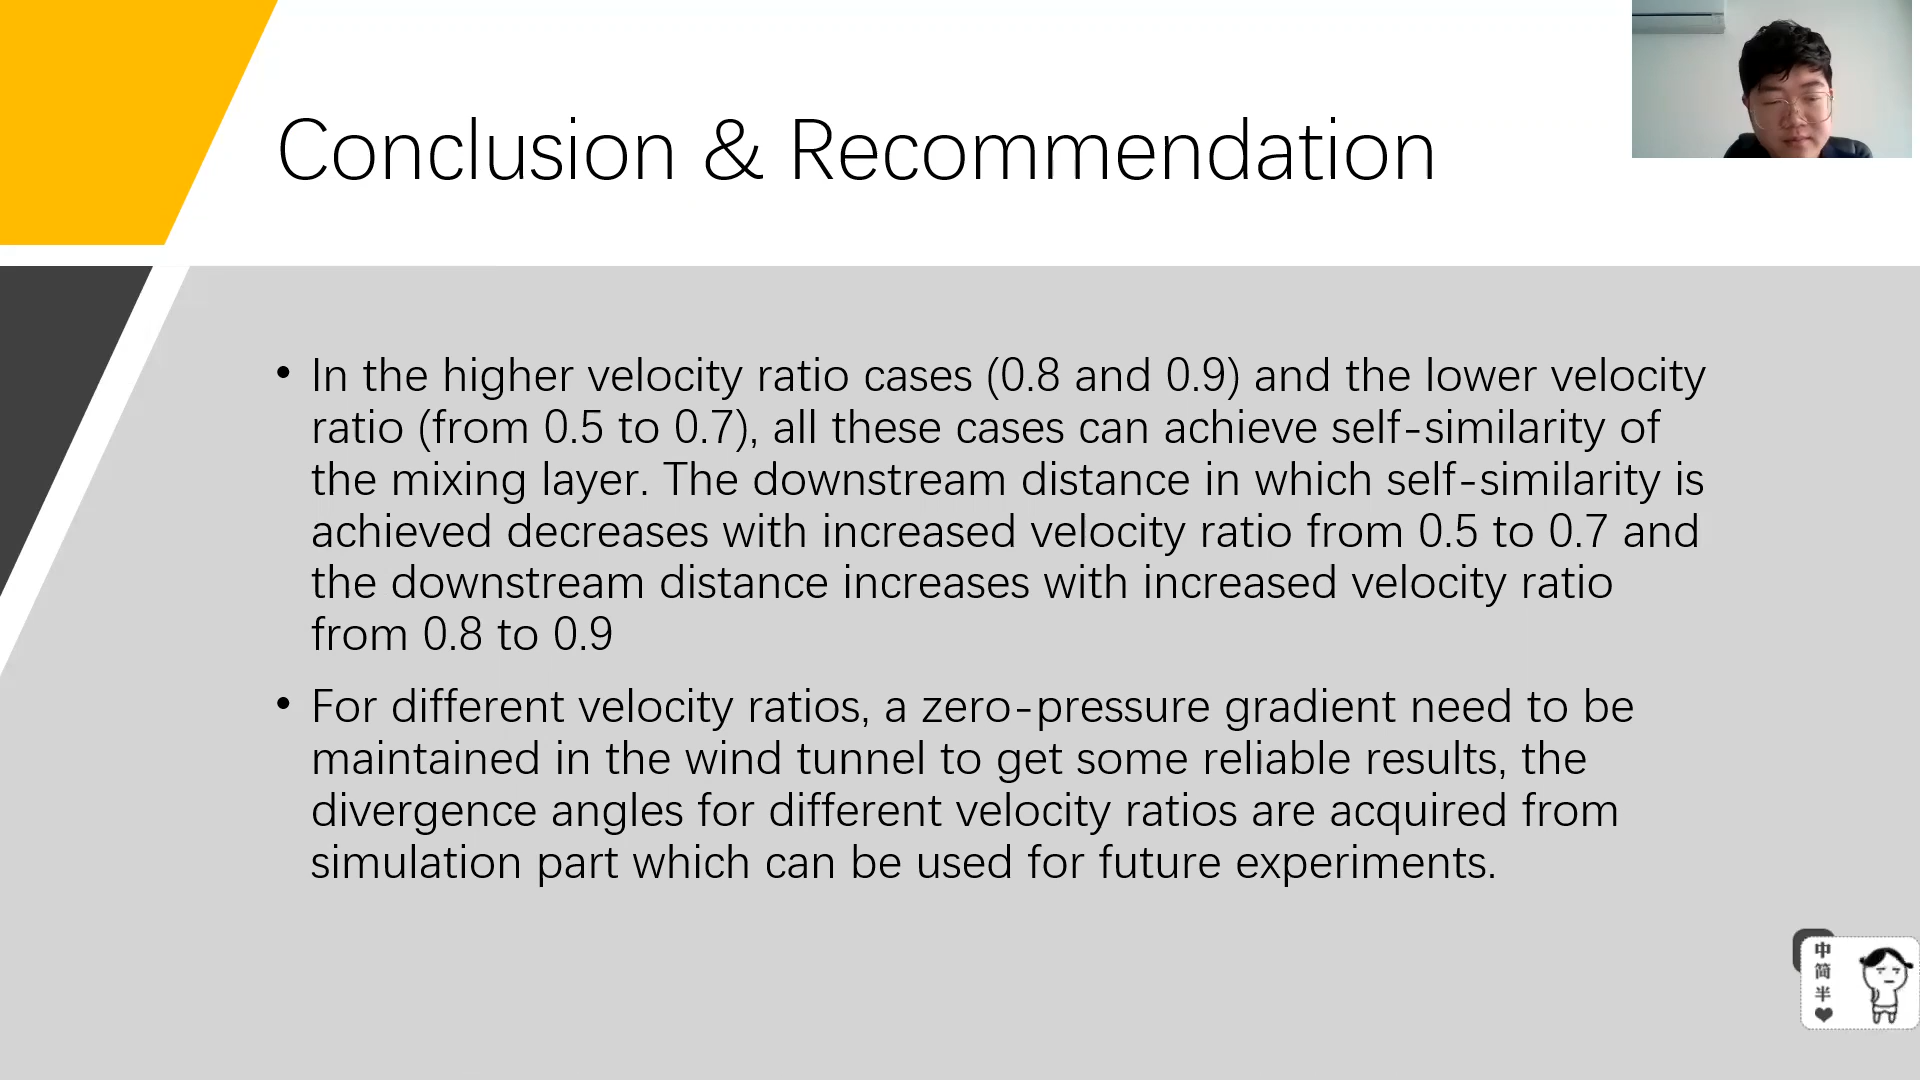 Conclusion & Recommendation
• In the higher velocity ratio cases (0.8 and 0.9) and the lower velocity
ratio (from 0.5 to 0.7), all these cases can achieve self-similarity of
the mixing layer. The downstream distance in which self-similarity is
achieved decreases with increased velocity ratio from 0.5 to 0.7 and
the downstream distance increases with increased velocity ratio
from 0.8 to 0.9
• For different velocity ratios, a zero-pressure gradient need to be
maintained in the wind tunnel to get some reliable results, the
divergence angles for different velocity ratios are acquired from
simulation part which can be used for future experiments.
中
简
半